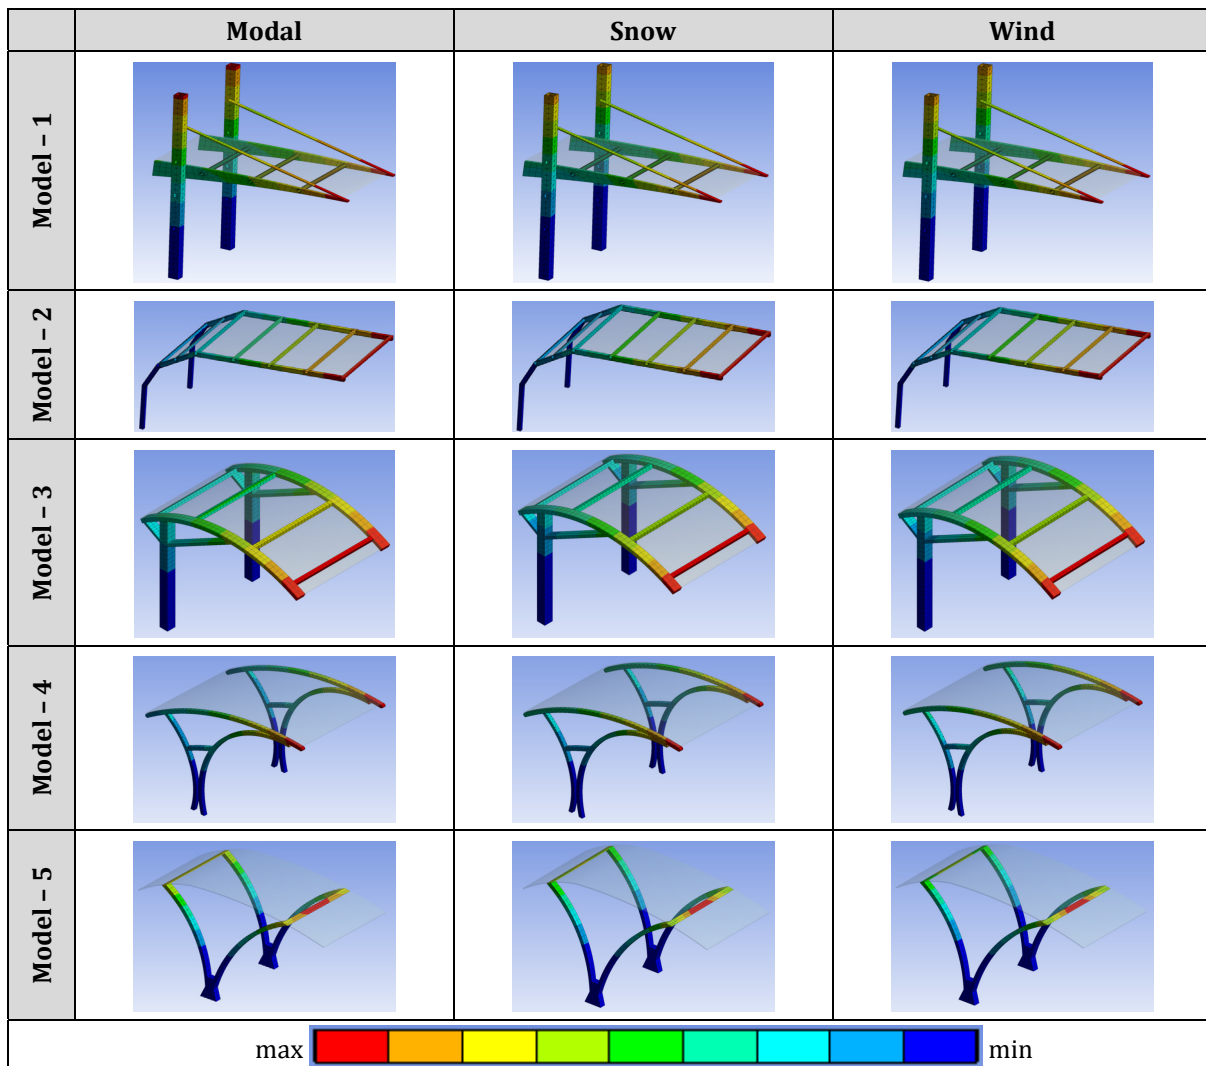 Modal Snow Wind
Model – 1
Model – 2
Model – 3
Model – 4
Model – 5
max min